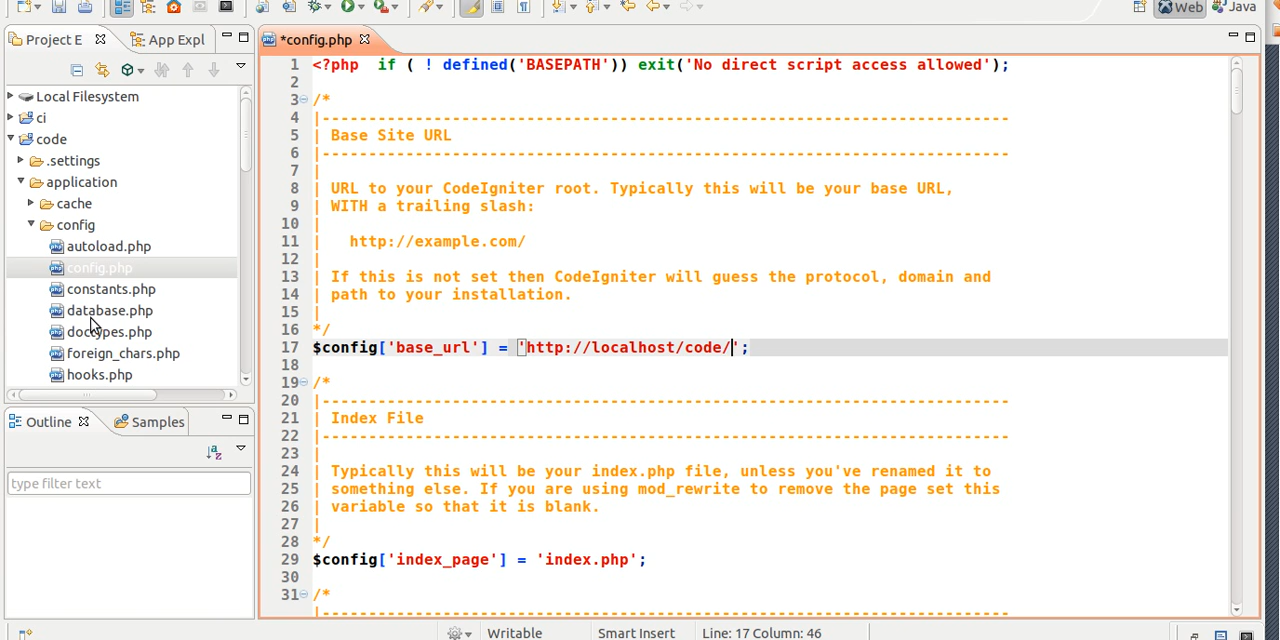 Web
Java
Project E
App Expl
Local Filesystem
ci
code
.settings
application
cache
config
autoload.php
config.php
constants.php
database.php
doctypes.php
foreign_chars.php
hooks.php
Outline
Samples
type filter text
*config.php
1 <?php  if ( ! defined('BASEPATH')) exit('No direct script access allowed');
2
3 /*
4 |--------------------------------------------------------------------------
5 | Base Site URL
6 |--------------------------------------------------------------------------
7 |
8 | URL to your CodeIgniter root. Typically this will be your base URL,
9 | WITH a trailing slash:
10 |
11 |   http://example.com/
12 |
13 | If this is not set then CodeIgniter will guess the protocol, domain and
14 | path to your installation.
15 |
16 */
17 $config['base_url'] = 'http://localhost/code/';
18
19 /*
20 |--------------------------------------------------------------------------
21 | Index File
22 |--------------------------------------------------------------------------
23 |
24 | Typically this will be your index.php file, unless you've renamed it to
25 | something else. If you are using mod_rewrite to remove the page set this
26 | variable so that it is blank.
27 |
28 */
29 $config['index_page'] = 'index.php';
30
31 /*
|--------------------------------------------------------------------------
Writable
Smart Insert
Line: 17 Column: 46